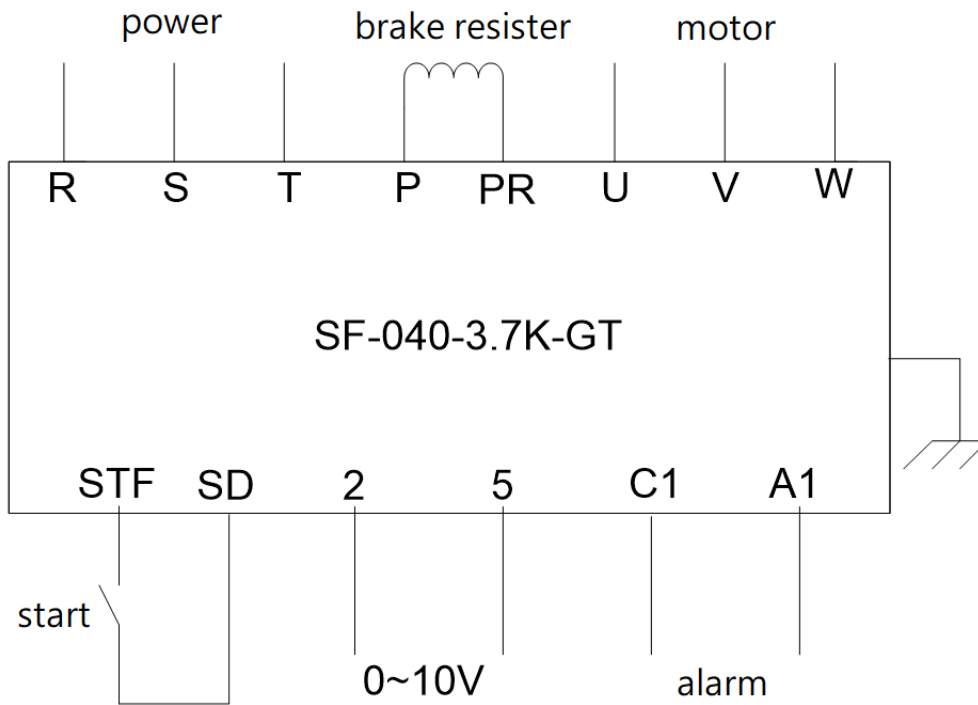 power brake resister motor
R S T P PR U V W
SF-040-3.7K-GT
STF SD 2 5 C1 A1
start
0~10V alarm